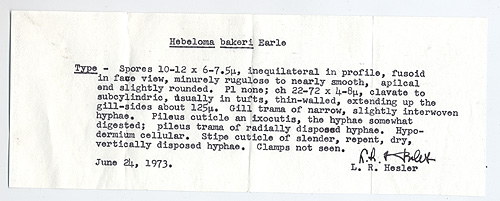 Hebeloma bakeri Earle
Type - Spores 10-12 x 6-7.5µ, inequilateral in profile, fusoid
in face view, minurely rugulose to nearly smooth, apilcal
end slightly rounded. Pl none; ch 22-72 x 4-8µ, clavate to
subcylindric, usually in tufts, thin-walled, extending up the
gill-sides about 125µ. Gill trama of narrow, slightly interwoven
hyphae. Pileus cuticle an ixocutis, the hyphae somewhat
digested; pileus trama of radially disposed hyphae. Hypo-
dermium cellular. Stipe cuticle of slender, repent, dry,
vertically disposed hyphae. Clamps not seen.
June 24, 1973.
L. R. Hesler